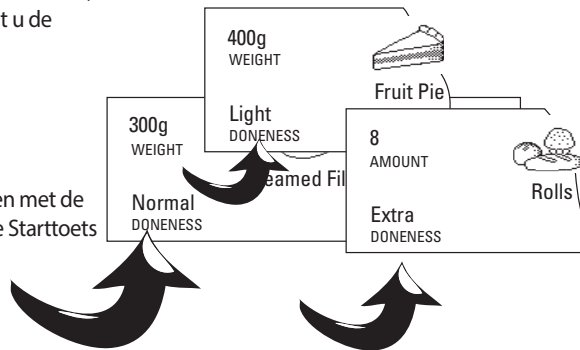 t u de
400g
WEIGHT
Fruit Pie
Light
DONENESS
300g
WEIGHT
8
AMOUNT
eamed Fil
Rolls
en met de
Normal
DONENESS
e Starttoets
Extra
DONENESS